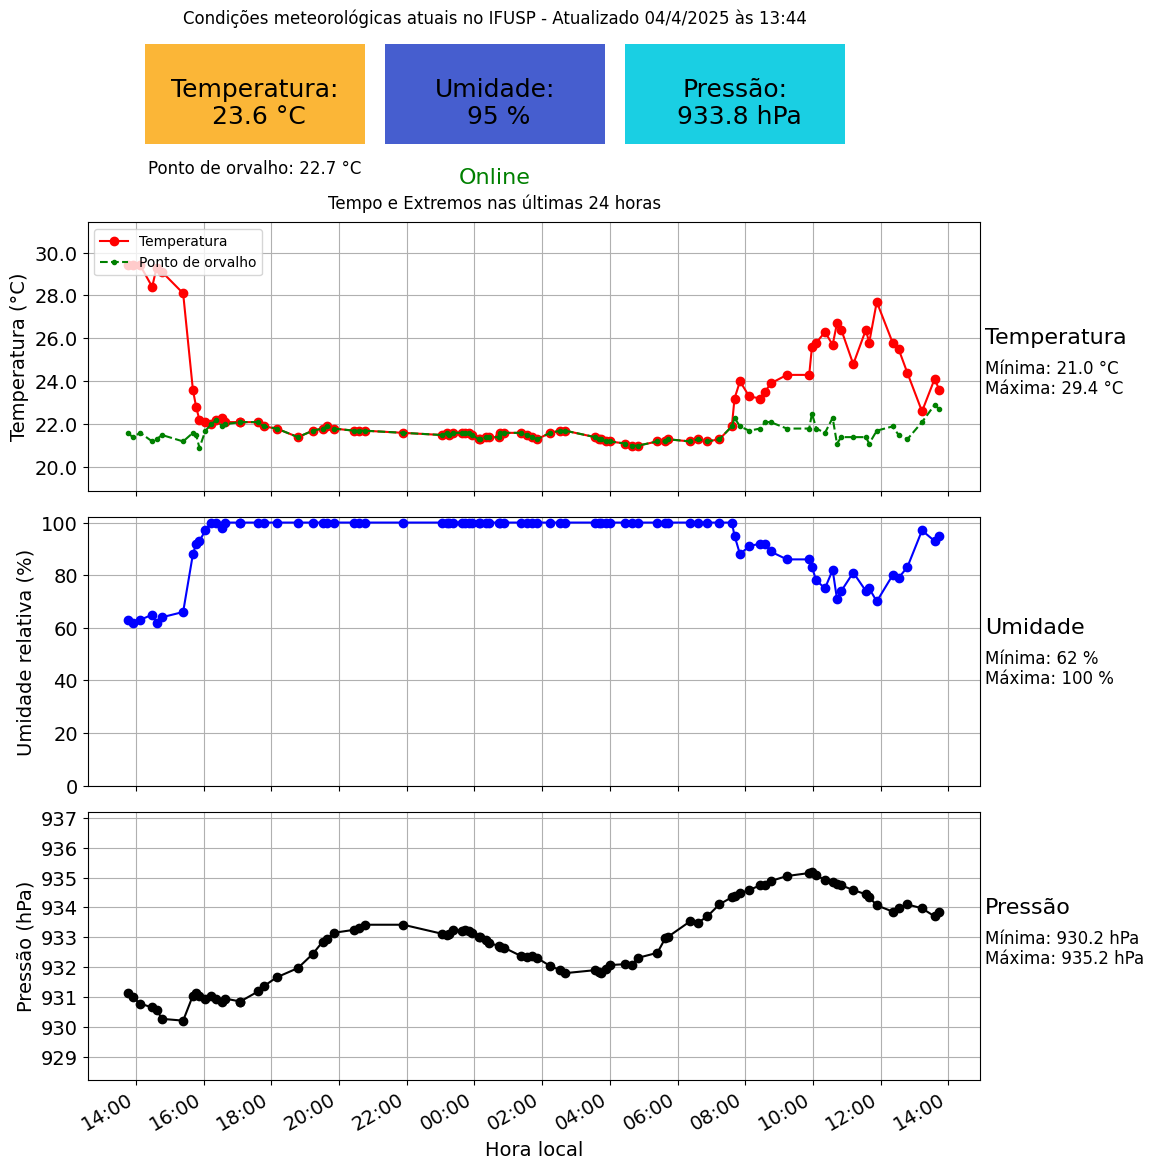 Condições meteorológicas atuais no IFUSP - Atualizado 04/4/2025 às 13:44
Temperatura:
23.6 °C
Umidade:
95 %
Pressão:
933.8 hPa
Ponto de orvalho: 22.7 °C
Online
Tempo e Extremos nas últimas 24 horas
Temperatura (°C)
30.0
28.0
26.0
24.0
22.0
20.0
Temperatura
Ponto de orvalho
Temperatura
Mínima: 21.0 °C
Máxima: 29.4 °C
Umidade relativa (%)
100
80
60
40
20
0
Umidade
Mínima: 62 %
Máxima: 100 %
Pressão (hPa)
937
936
935
934
933
932
931
930
929
Pressão
Mínima: 930.2 hPa
Máxima: 935.2 hPa
14:00
16:00
18:00
20:00
22:00
00:00
02:00
04:00
06:00
08:00
10:00
12:00
14:00
Hora local